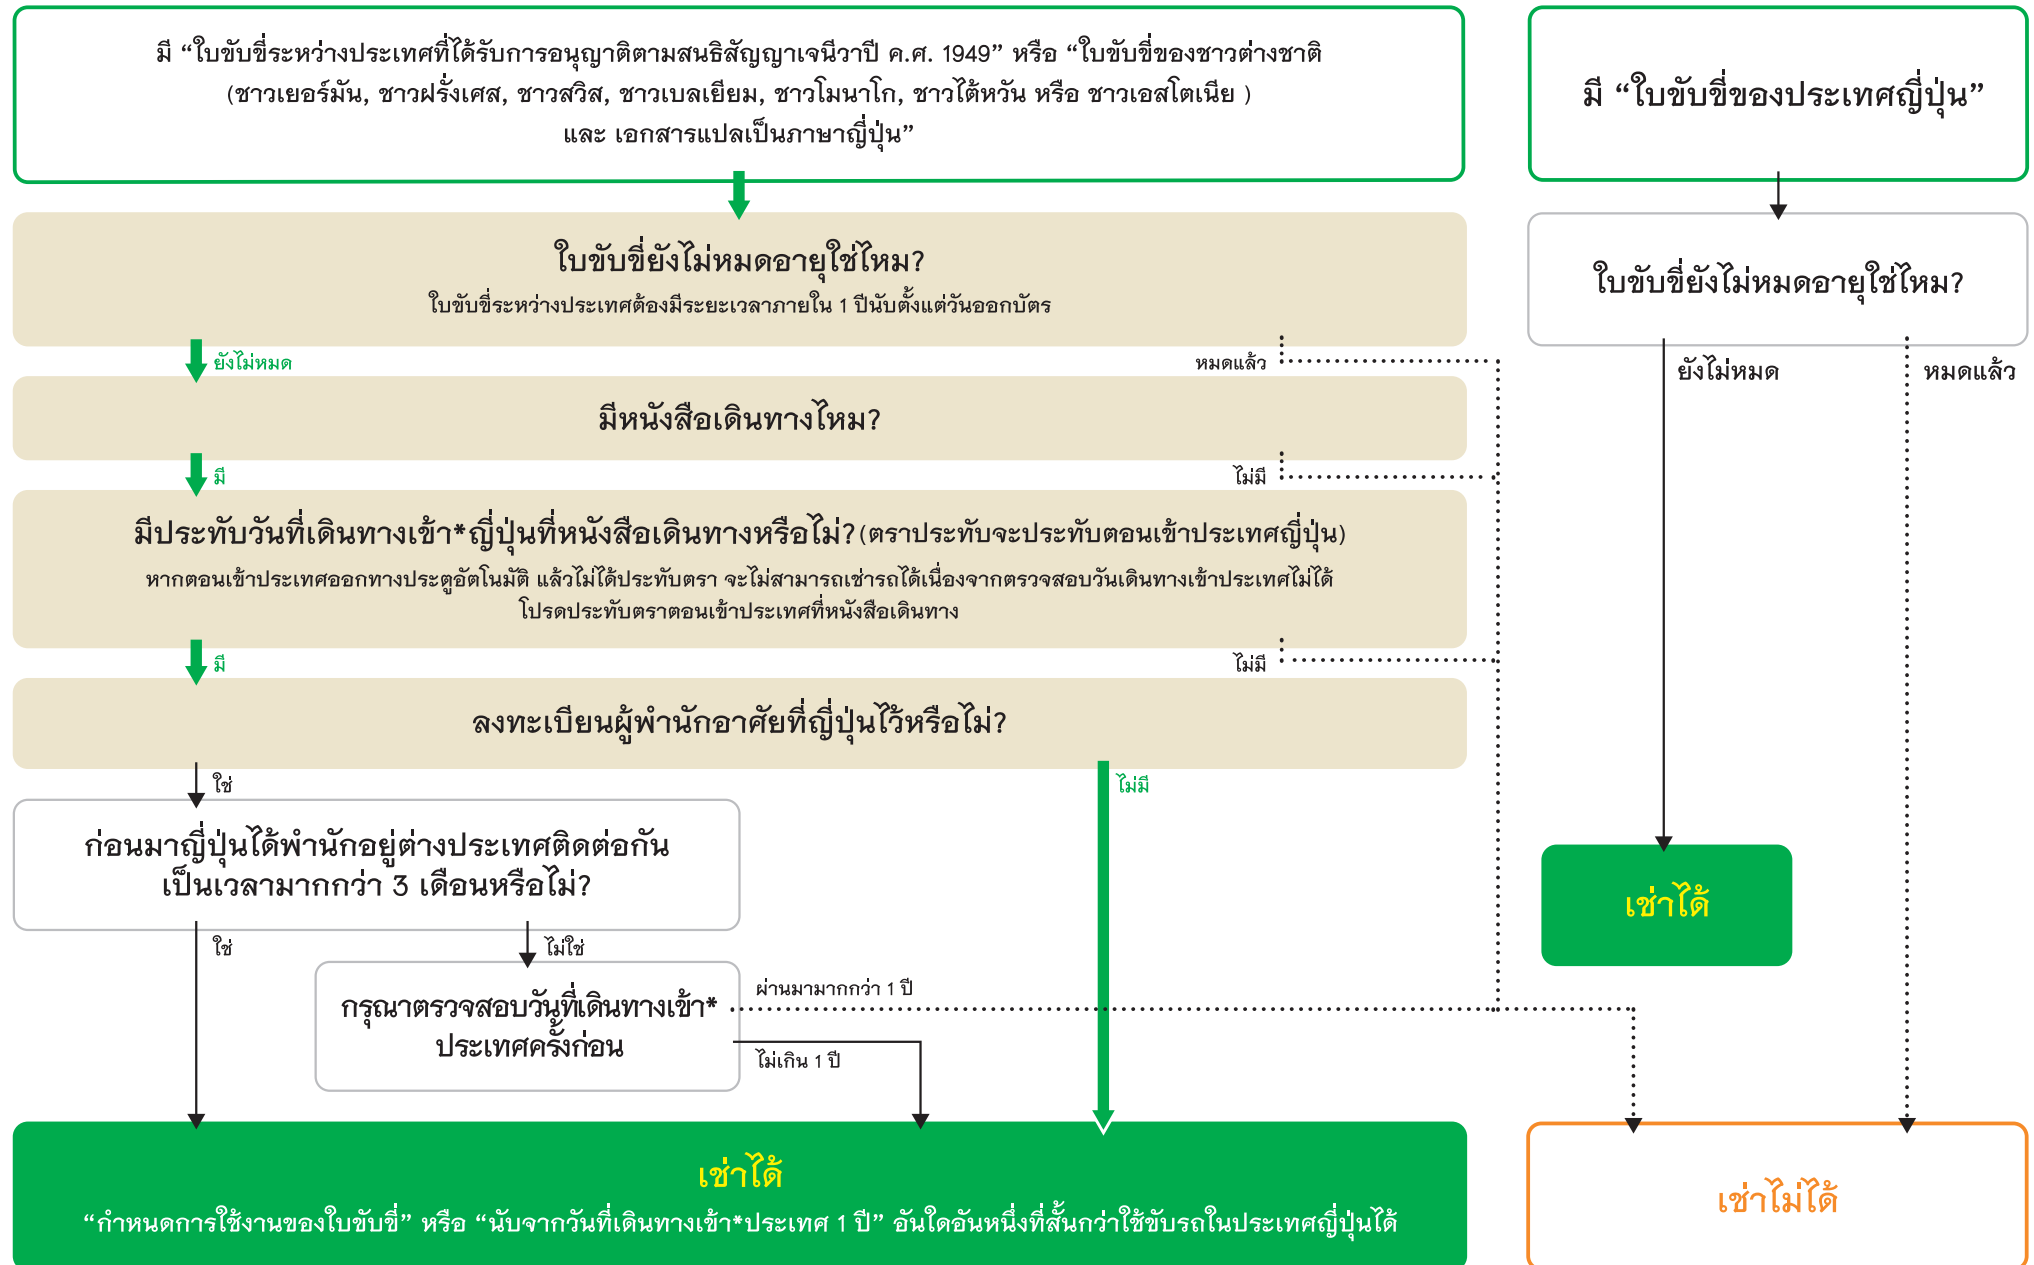 มี “ใบขับขี่ระหว่างประเทศที่ได้รับการอนุญาติตามสนธิสัญญาเจนีวาปี ค.ศ. 1949” หรือ “ใบขับขี่ของชาวต่างชาติ
(ชาวเยอร์มัน, ชาวฝรั่งเศส, ชาวสวิส, ชาวเบลเยียม, ชาวโมนาโก, ชาวไต้หวัน หรือ ชาวเอสโตเนีย )
และ เอกสารแปลเป็นภาษาญี่ปุ่น”
มี “ใบขับขี่ของประเทศญี่ปุ่น”
ใบขับขี่ยังไม่หมดอายุใช่ไหม?
ใบขับขี่ระหว่างประเทศต้องมีระยะเวลาภายใน 1 ปีนับตั้งแต่วันออกบัตร
ใบขับขี่ยังไม่หมดอายุใช่ไหม?
ยังไม่หมด
หมดแล้ว
ยังไม่หมด
หมดแล้ว
มีหนังสือเดินทางไหม?
มี
ไม่มี
มีประทับวันที่เดินทางเข้า*ญี่ปุ่นที่หนังสือเดินทางหรือไม่?(ตราประทับจะประทับตอนเข้าประเทศญี่ปุ่น)
หากตอนเข้าประเทศออกทางประตูอัตโนมัติ แล้วไม่ได้ประทับตรา จะไม่สามารถเช่ารถได้เนื่องจากตรวจสอบวันเดินทางเข้าประเทศไม่ได้
โปรดประทับตราตอนเข้าประเทศที่หนังสือเดินทาง
มี
ไม่มี
ลงทะเบียนผู้พำนักอาศัยที่ญี่ปุ่นไว้หรือไม่?
ใช่
ไม่มี
ก่อนมาญี่ปุ่นได้พำนักอยู่ต่างประเทศติดต่อกัน
เป็นเวลามากกว่า 3 เดือนหรือไม่?
เช่าได้
ใช่
ไม่ใช่
กรุณาตรวจสอบวันที่เดินทางเข้า*
ประเทศครั้งก่อน
ผ่านมามากกว่า 1 ปี
ไม่เกิน 1 ปี
เช่าได้
“กำหนดการใช้งานของใบขับขี่” หรือ “นับจากวันที่เดินทางเข้า*ประเทศ 1 ปี” อันใดอันหนึ่งที่สั้นกว่าใช้ขับรถในประเทศญี่ปุ่นได้
เช่าไม่ได้